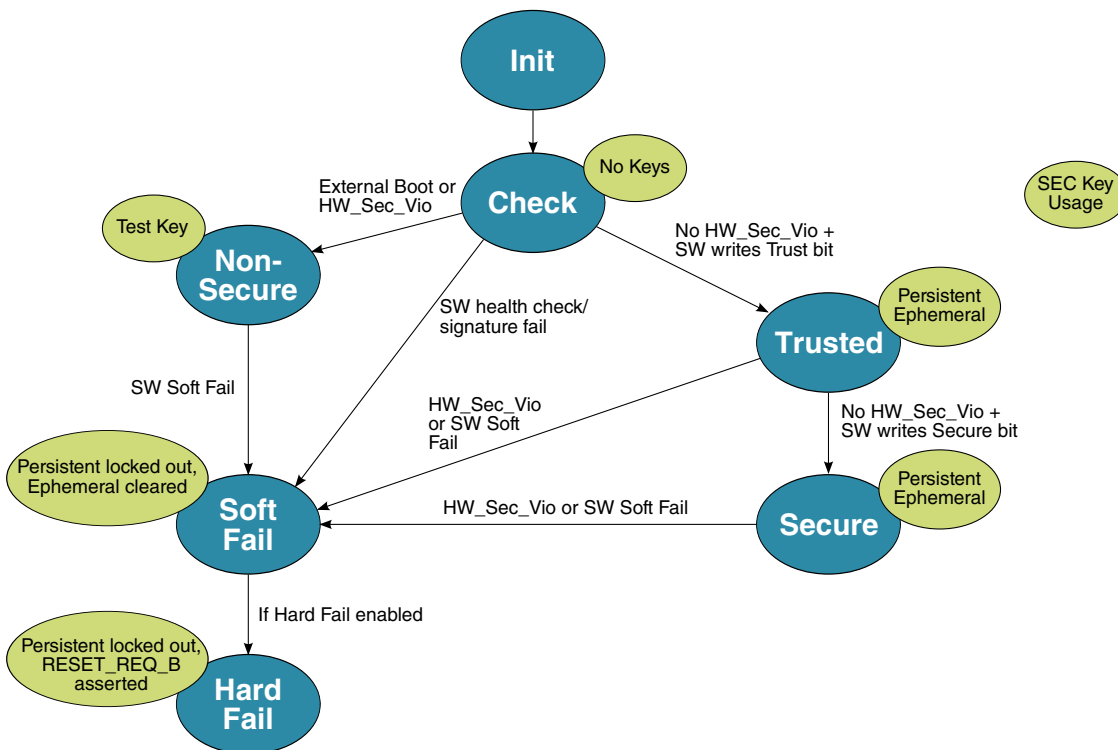 Init
No Keys
Check
SEC Key
Usage
External Boot or
HW_Sec_Vio
Test Key
Non-
Secure
No HW_Sec_Vio +
SW writes Trust bit
SW health check/
signature fail
Persistent
Ephemeral
Trusted
SW Soft Fail
HW_Sec_Vio
or SW Soft
Fail
No HW_Sec_Vio +
SW writes Secure bit
Persistent locked out,
Ephemeral cleared
Soft
Fail
HW_Sec_Vio or SW Soft Fail
Persistent
Ephemeral
Secure
If Hard Fail enabled
Persistent locked out,
RESET_REQ_B
asserted
Hard
Fail